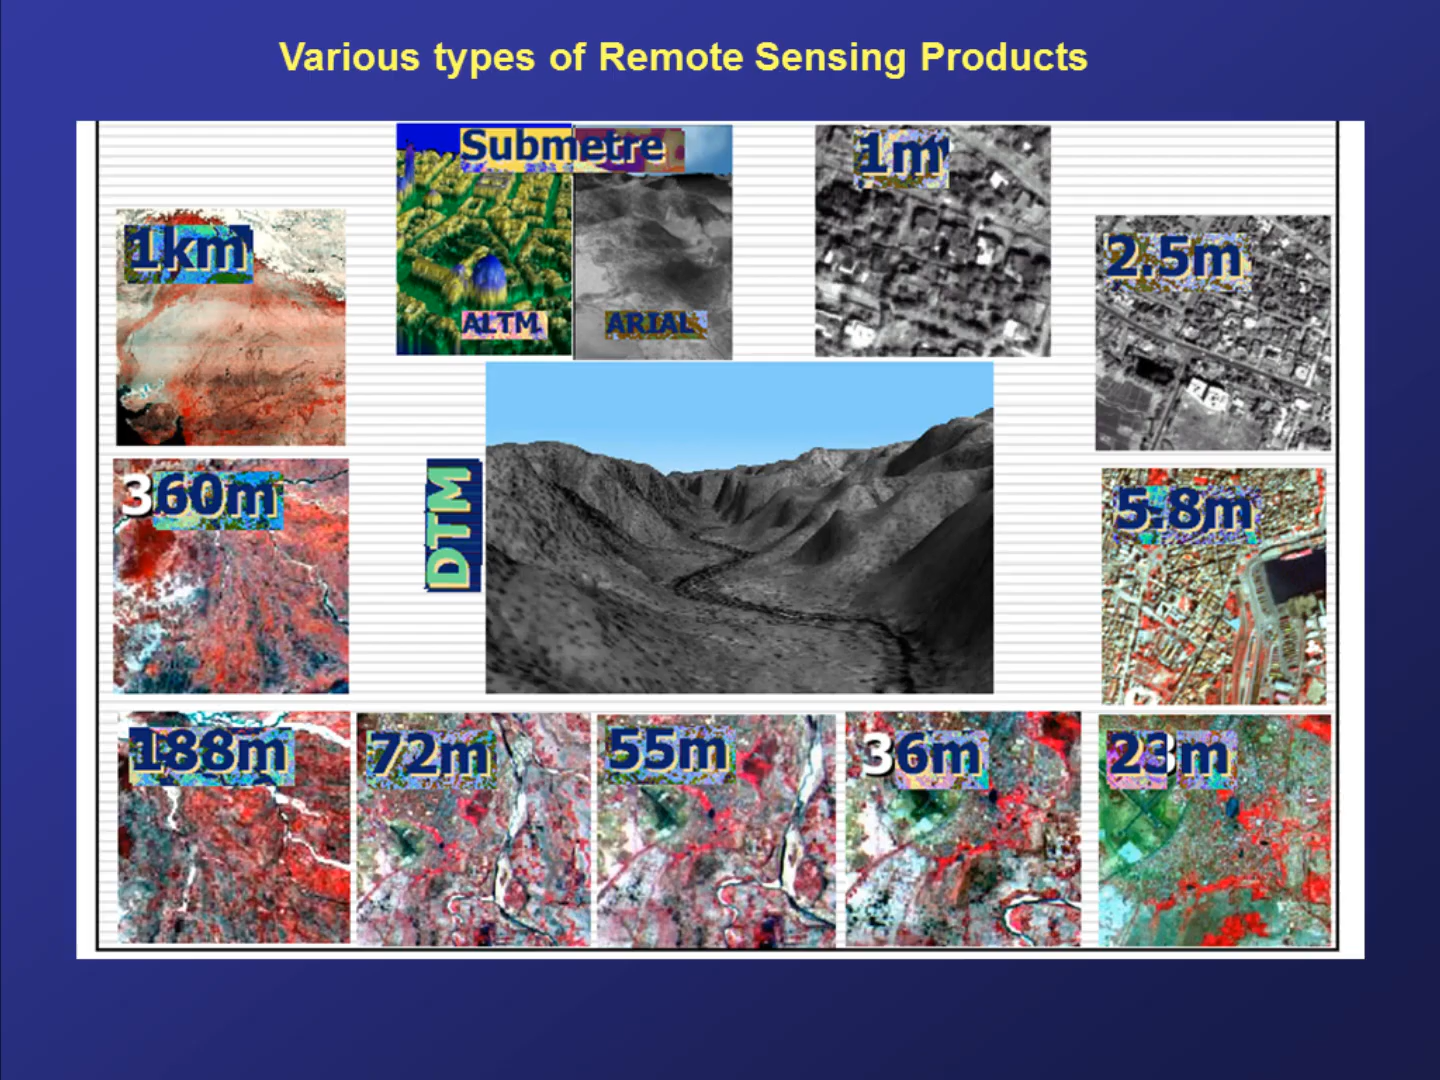 Various types of Remote Sensing Products
Submetre
1m
1km
2.5m
ALTM
ARIAL
360m
DTM
5.8m
188m
72m
55m
36m
23m